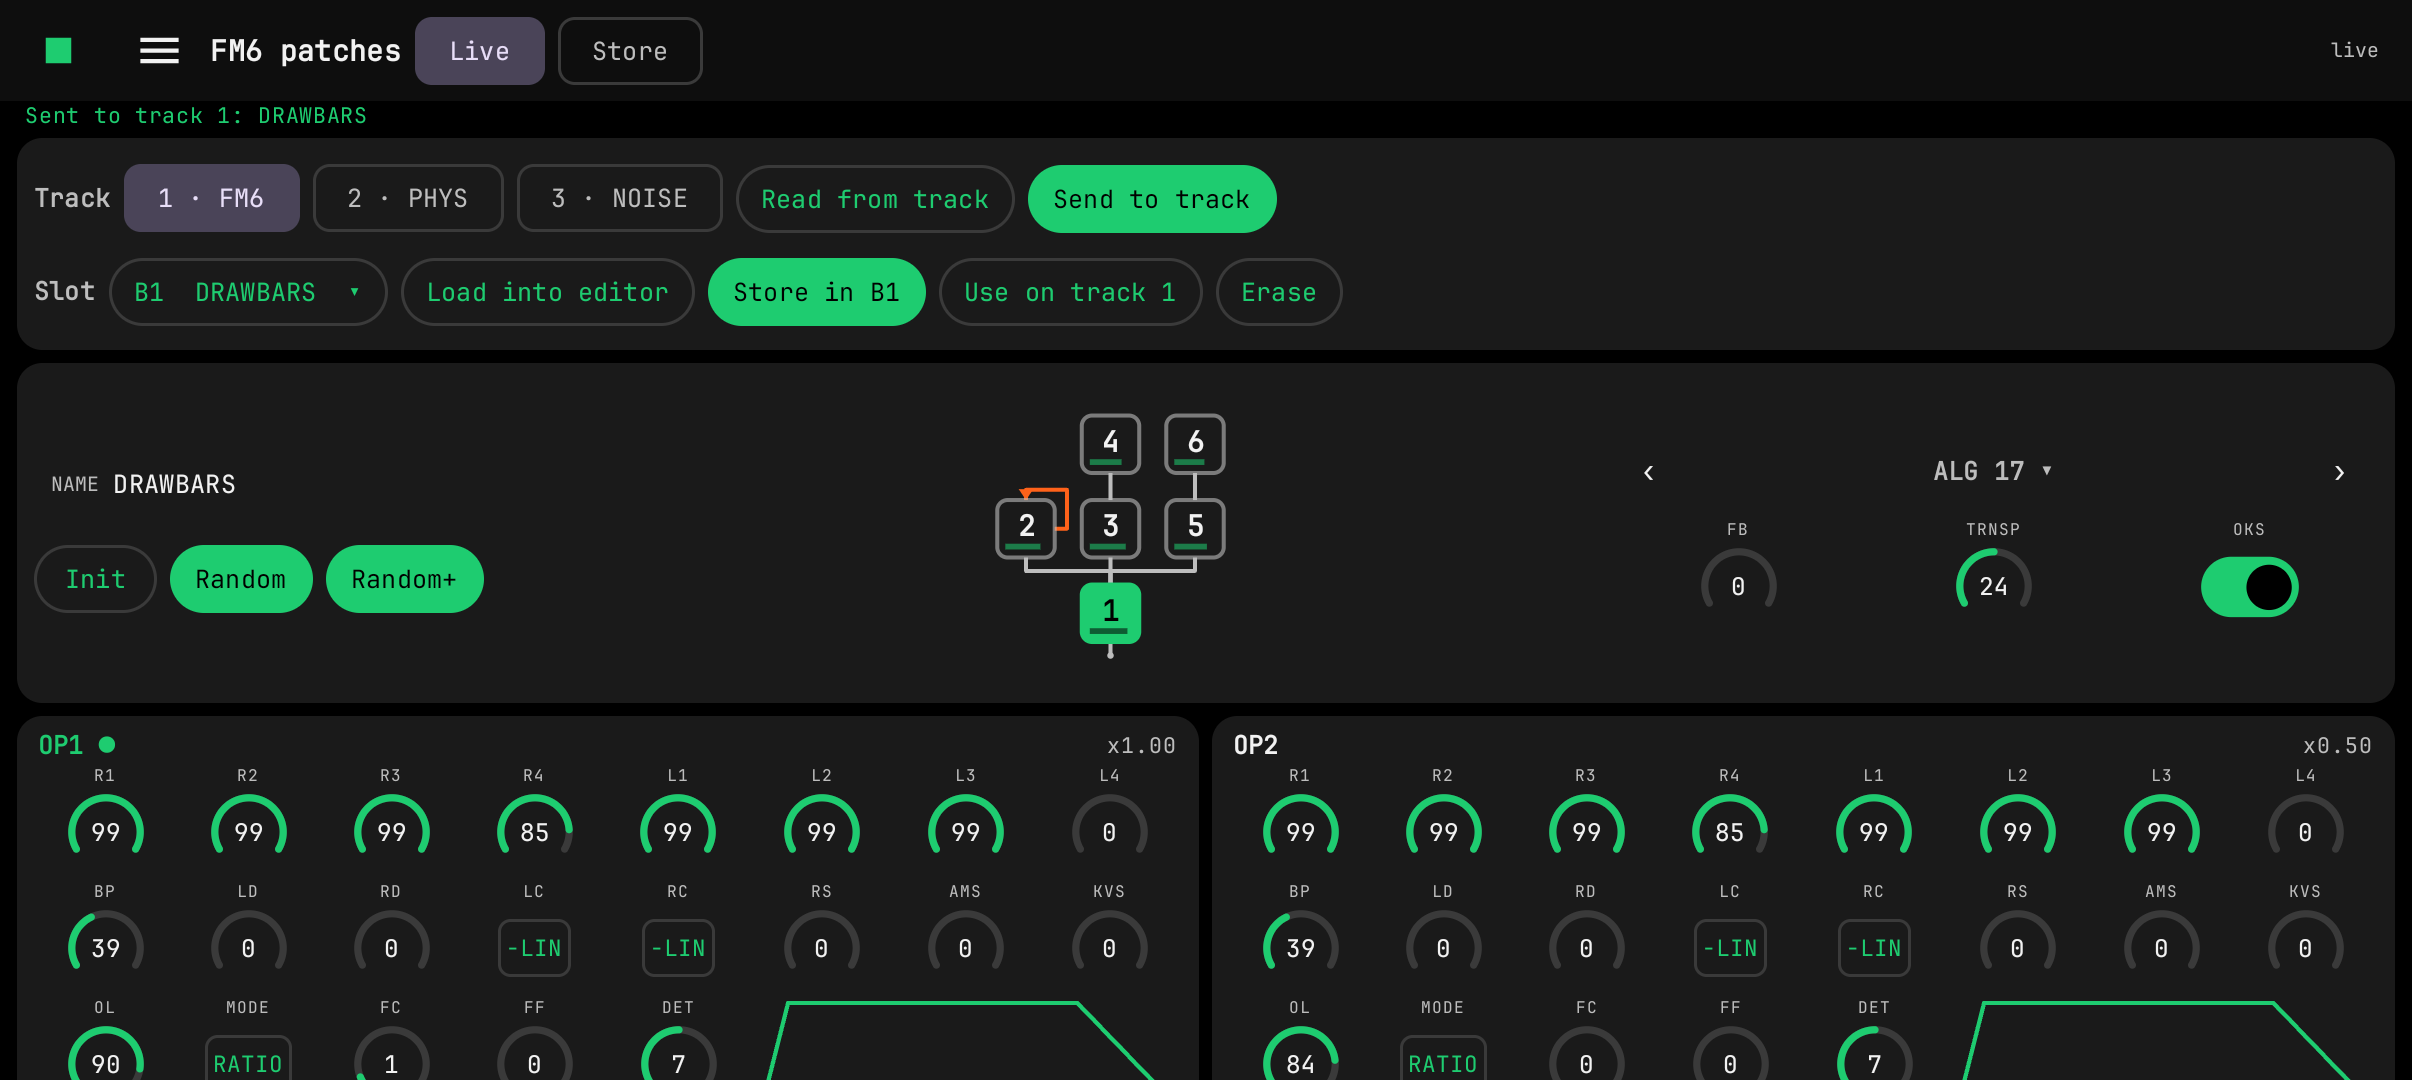 FM6 patches Live Store live
Sent to track 1: DRAWBARS
Track 1 · FM6 2 · PHYS 3 · NOISE Read from track Send to track
Slot B1 DRAWBARS ▾ Load into editor Store in B1 Use on track 1 Erase
4 6
‹ ALG 17 ▾ ›
NAME DRAWBARS
2 3 5
FB TRNSP OKS
Init Random Random+
0 24
1
OP1 x1.00
R1 R2 R3 R4 L1 L2 L3 L4
99 99 99 85 99 99 99 0
BP LD RD LC RC RS AMS KVS
39 0 0 -LIN -LIN 0 0 0
OL MODE FC FF DET
90 RATIO 1 0 7
OP2 x0.50
R1 R2 R3 R4 L1 L2 L3 L4
99 99 99 85 99 99 99 0
BP LD RD LC RC RS AMS KVS
39 0 0 -LIN -LIN 0 0 0
OL MODE FC FF DET
84 RATIO 0 0 7